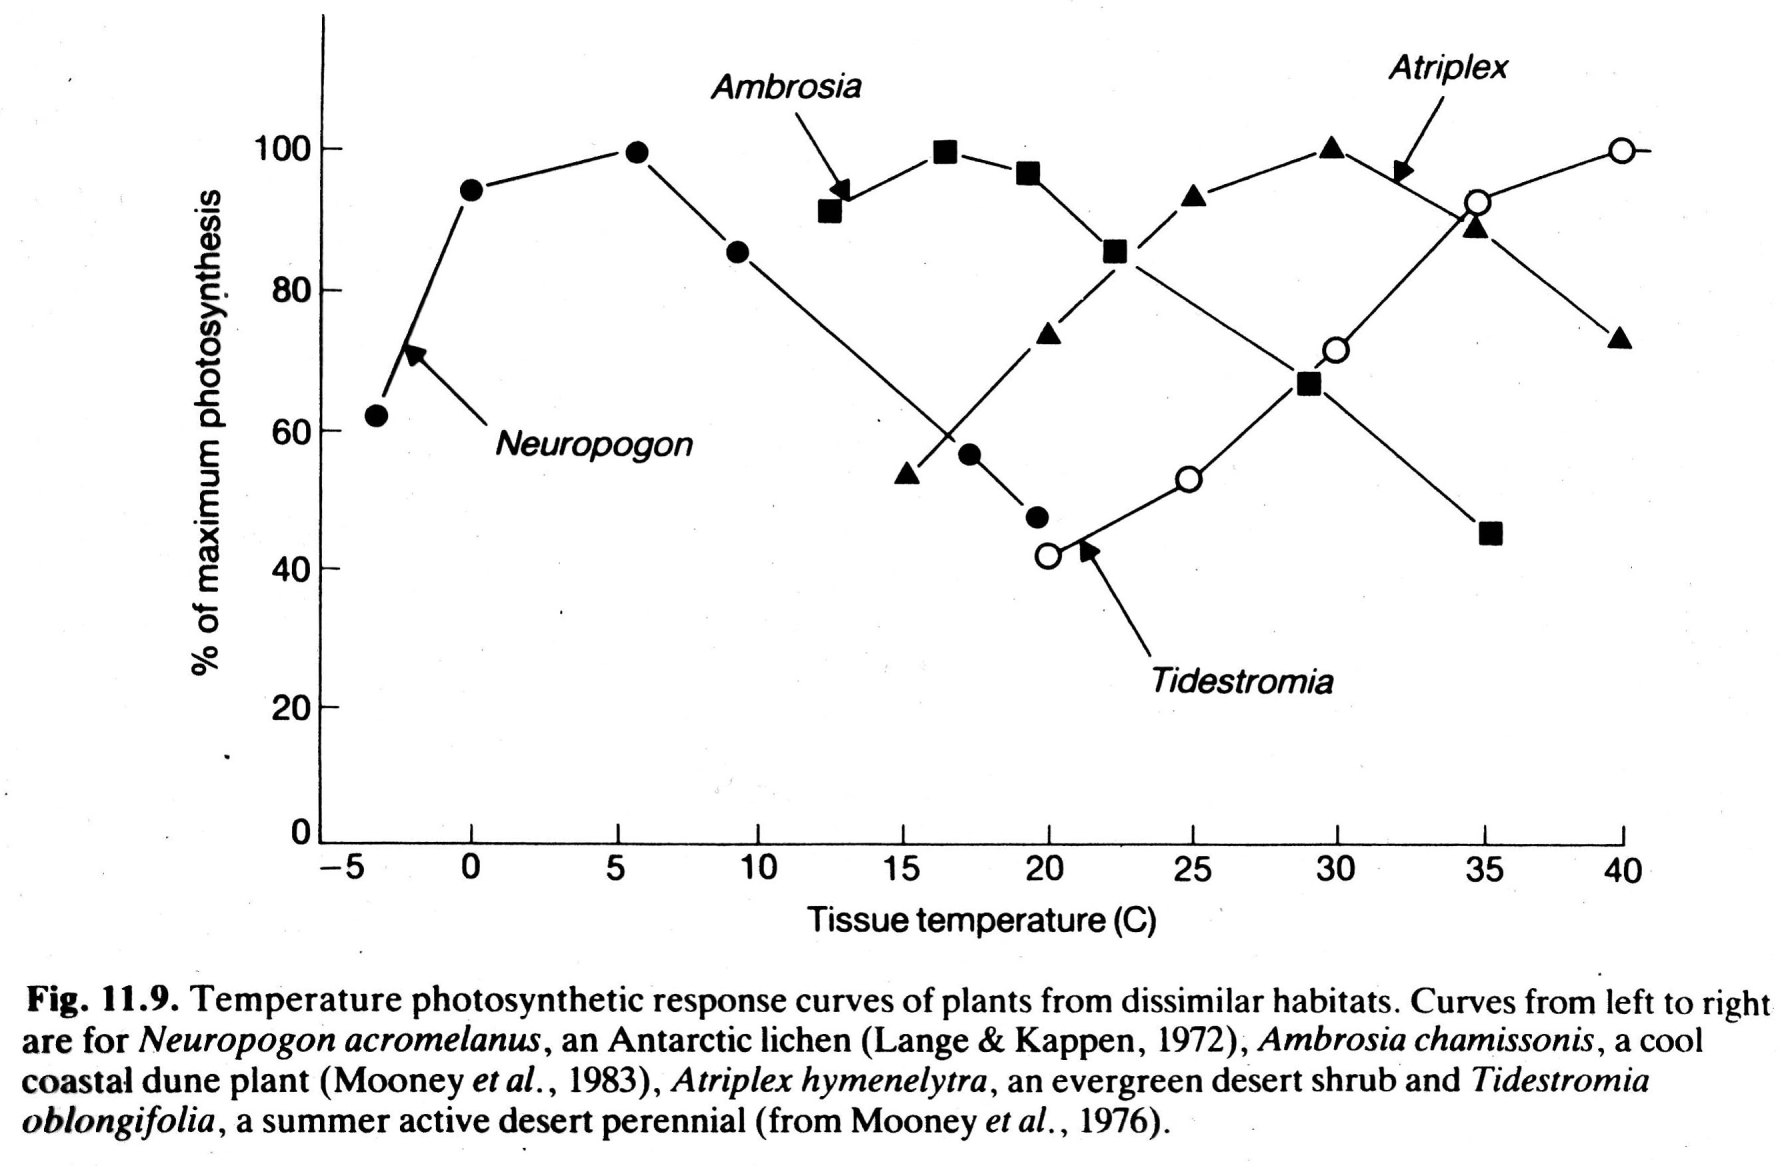 Ambrosia
Atriplex
100
80
60
40
20
0
% of maximum photosynthesis
Neuropogon
Tidestromia
−5 0 5 10 15 20 25 30 35 40
Tissue temperature (C)
Fig. 11.9. Temperature photosynthetic response curves of plants from dissimilar habitats. Curves from left to right
are for Neuropogon acromelanus, an Antarctic lichen (Lange & Kappen, 1972), Ambrosia chamissonis, a cool
coastal dune plant (Mooney et al., 1983), Atriplex hymenelytra, an evergreen desert shrub and Tidestromia
oblongifolia, a summer active desert perennial (from Mooney et al., 1976).